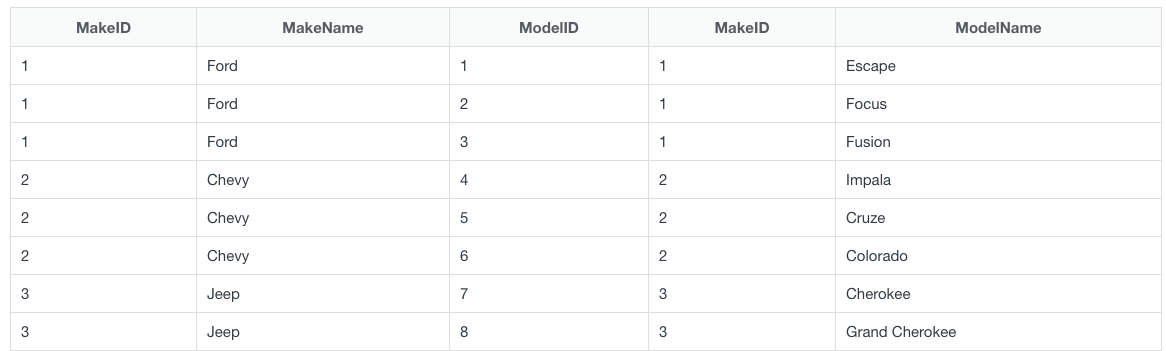 MakeID MakeName ModelID MakeID ModelName
1 Ford 1 1 Escape
1 Ford 2 1 Focus
1 Ford 3 1 Fusion
2 Chevy 4 2 Impala
2 Chevy 5 2 Cruze
2 Chevy 6 2 Colorado
3 Jeep 7 3 Cherokee
3 Jeep 8 3 Grand Cherokee